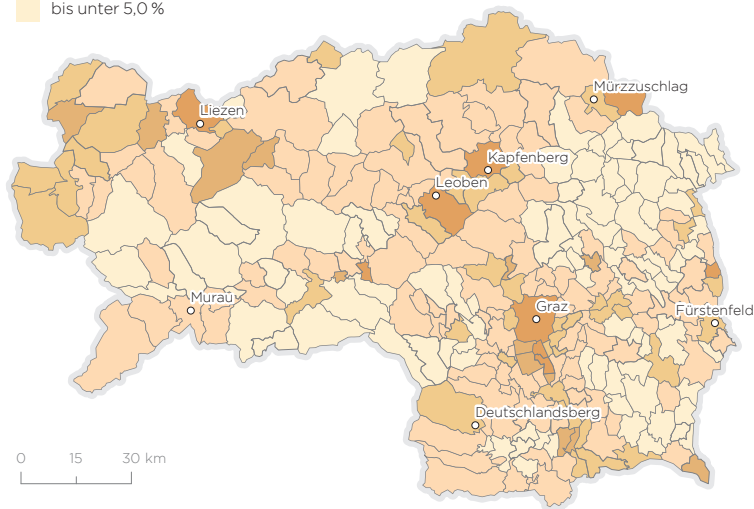 bis unter 5,0 %
Mürzzuschlag
Liezen
Kapfenberg
Leoben
Murau
Graz
Fürstenfeld
Deutschlandsberg
0 15 30 km